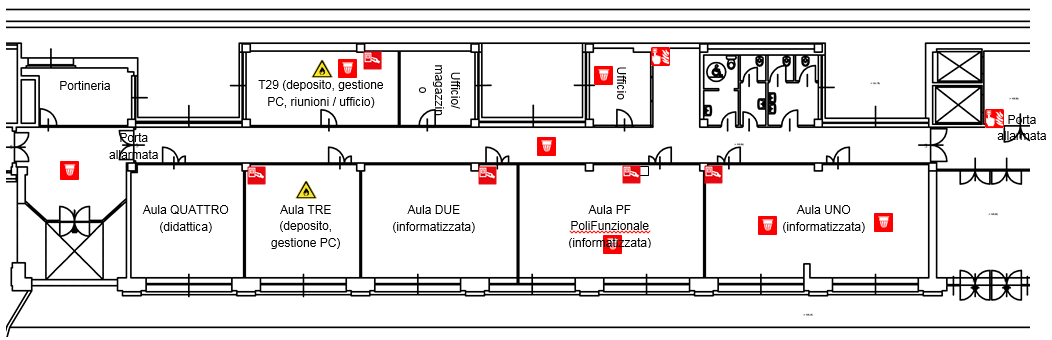 Portineria
T29 (deposito, gestione
PC, riunioni / ufficio)
Ufficio/
magazzin
o
Ufficio
Porta
allarmata
Porta
allarmata
Aula QUATTRO
(didattica)
Aula TRE
(deposito,
gestione PC)
Aula DUE
(informatizzata)
Aula PF
PoliFunzionale
(informatizzata)
Aula UNO
(informatizzata)